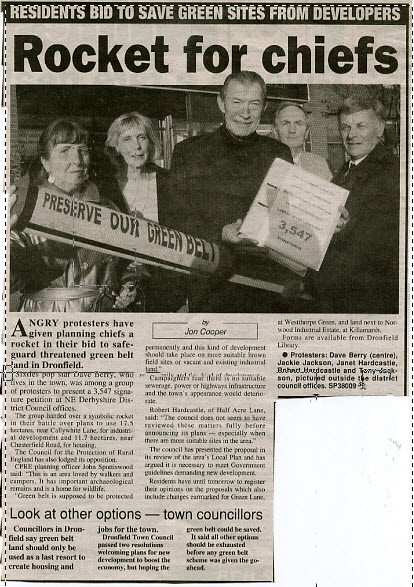 RESIDENTS BID TO SAVE GREEN SITES FROM DEVELOPERS
Rocket for chiefs
PRESERVE OUR GREEN BELT
3,547
ANGRY protesters have
given planning chiefs a
rocket in their bid to safe-
guard threatened green belt
land in Dronfield.
Sixties pop star Dave Berry, who
lives in the town, was among a group
of protesters to present a 3,547 signa-
ture petition at NE Derbyshire Dis-
trict Council offices.
The group harded over a symbolic rocket
in their battle over plans to use 17.5
hectares, near Callywhite Lane, for indus-
trial development and 11.7 hectares, near
Chesterfield Road, for housing.
The Council for the Protection of Rural
England has also lodged its opposition.
CPRE planning officer John Spottiswood
said: "This is an area loved by walkers and
campers. It has important archaeological
remains and is a home for wildlife.
"Green belt is supposed to be protected
by
Jon Cooper
permanently and this kind of development
should take place on more suitable brown
field sites or vacant and existing industrial
land."
Campaigners fear there is no suitable
sewerage, power or highways infrastructure
and the town's appearance would deterio-
rate.
Robert Hardcastle, of Half Acre Lane,
said: "The council does not seem to have
reviewed these matters fully before
announcing its plans — especially when
there are more suitable sites in the area."
The council has presented the proposal in
its review of the area's Local Plan and has
argued it is necessary to meet Government
guidelines demanding new development.
Residents have until tomorrow to register
their options on the proposals which also
include changes earmarked for Green Lane,
at Westthorpe Green, and land next to Nor-
wood Industrial Estate, at Killamarsh.
Forms are available from Dronfield
Library.
● Protesters: Dave Berry (centre),
Jackie Jackson, Janet Hardcastle,
Robert Hardcastle and Tony Jack-
son, pictured outside the district
council offices. SP38009
Look at other options — town councillors
Councillors in Dron-
field say green belt
land should only be
used as a last resort to
create housing and
jobs for the town.
Dronfield Town Council
passed two resolutions
welcoming plans for new
development to boost the
economy, but hoping the
green belt could be saved.
It said all other options
should be exhausted
before any green belt
scheme was given the go-
ahead.